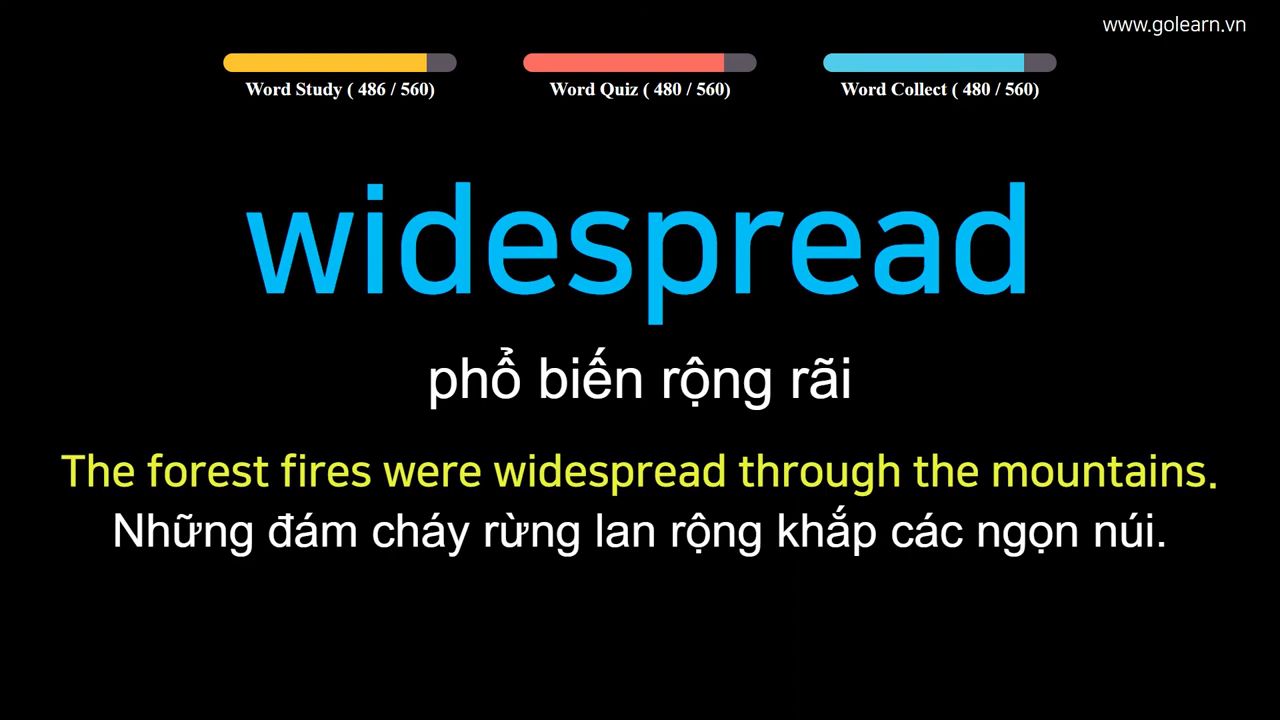 www.golearn.vn
Word Study ( 486 / 560)
Word Quiz ( 480 / 560)
Word Collect ( 480 / 560)
widespread
phổ biến rộng rãi
The forest fires were widespread through the mountains.
Những đám cháy rừng lan rộng khắp các ngọn núi.